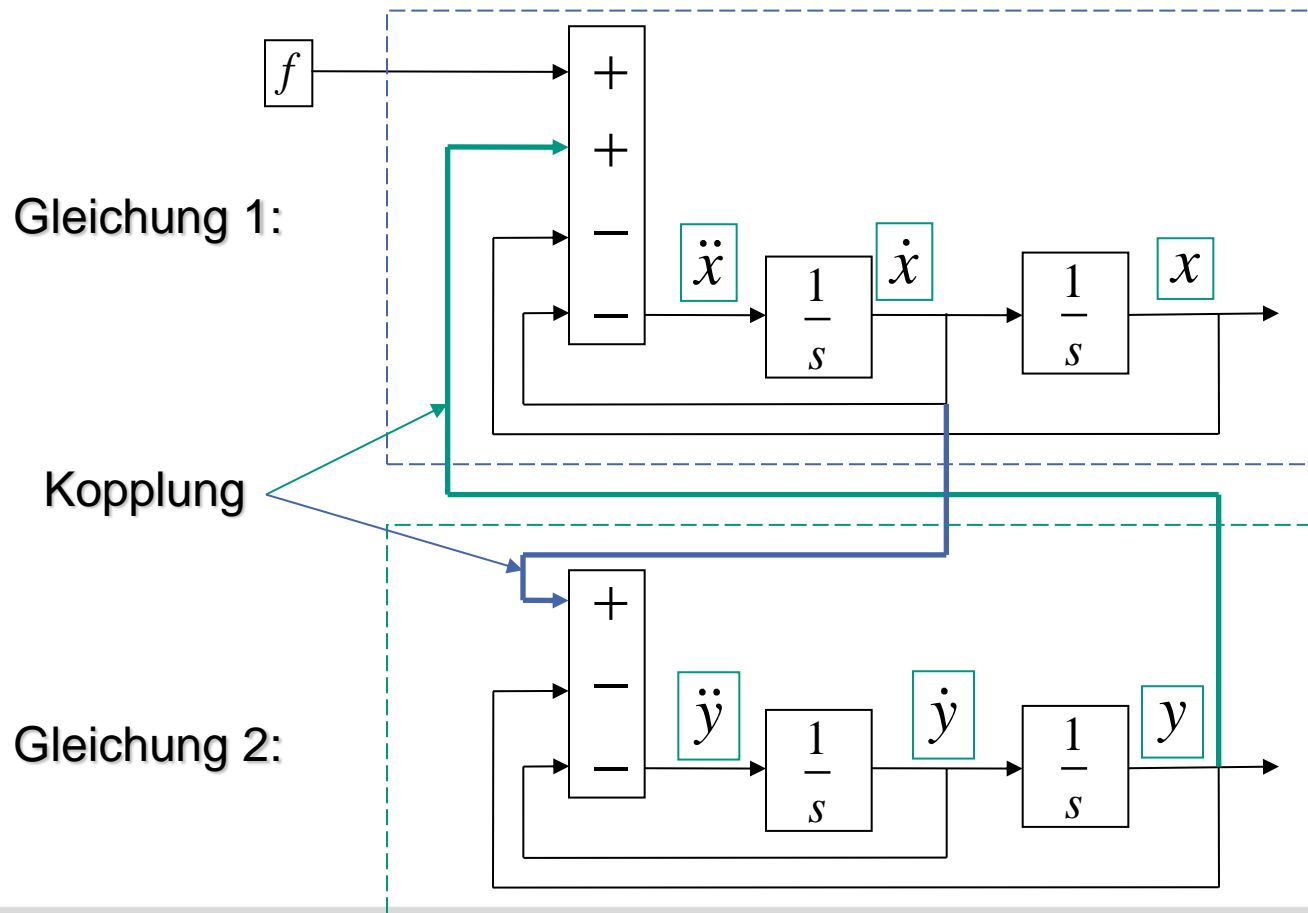 f
+
+
Gleichung 1:
−
ẍ
1/s
ẋ
1/s
x
−
Kopplung
+
−
Gleichung 2:
ÿ
1/s
ẏ
1/s
y
−